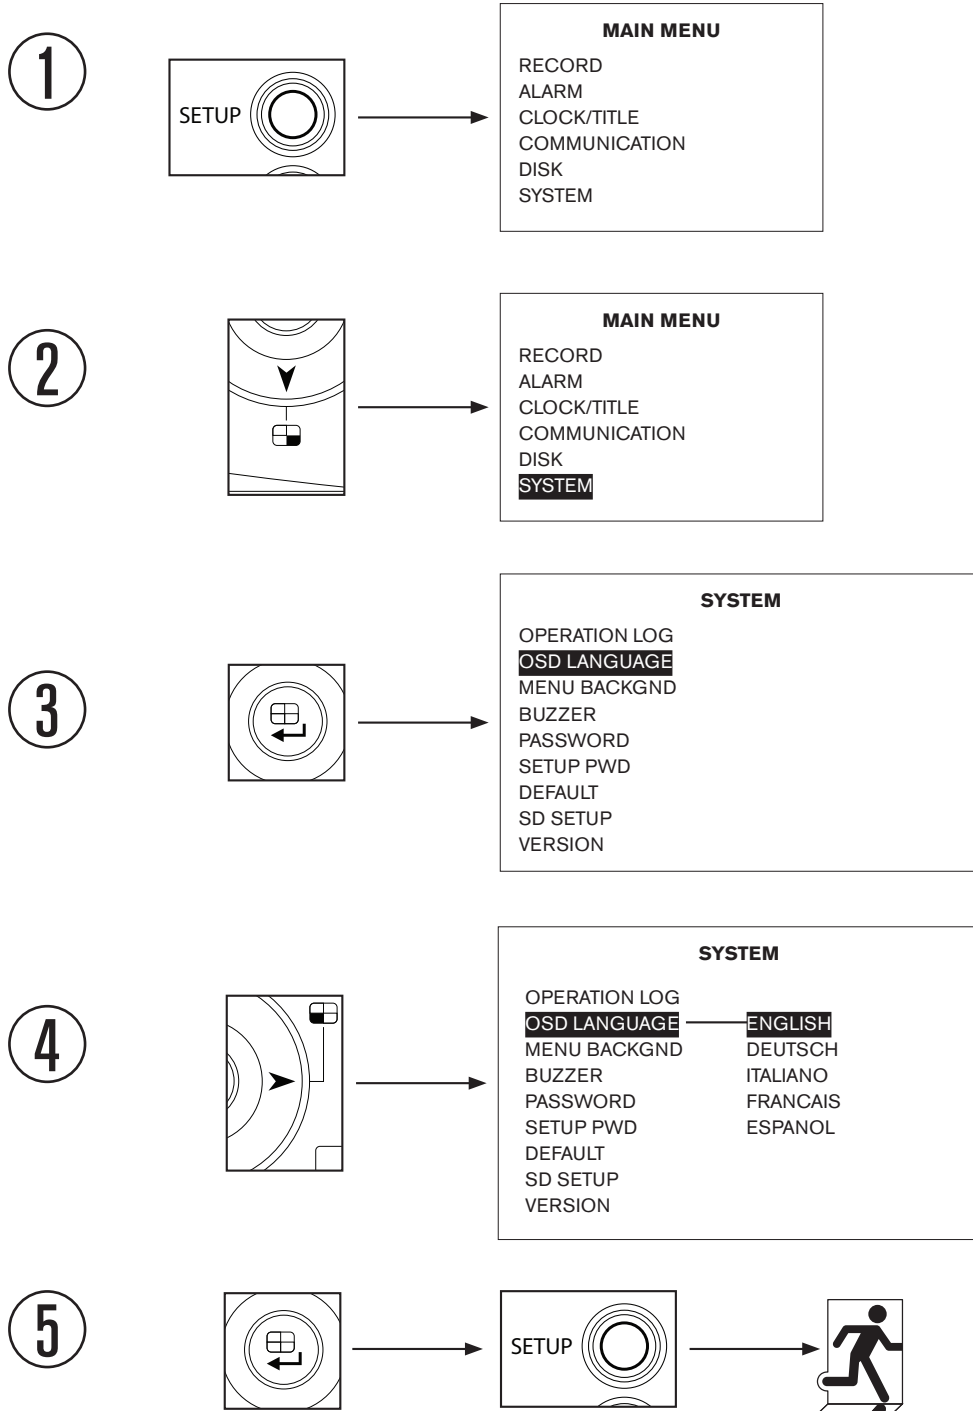 1
SETUP
MAIN MENU
RECORD
ALARM
CLOCK/TITLE
COMMUNICATION
DISK
SYSTEM
2
MAIN MENU
RECORD
ALARM
CLOCK/TITLE
COMMUNICATION
DISK
SYSTEM
3
SYSTEM
OPERATION LOG
OSD LANGUAGE
MENU BACKGND
BUZZER
PASSWORD
SETUP PWD
DEFAULT
SD SETUP
VERSION
4
SYSTEM
OPERATION LOG
OSD LANGUAGE ENGLISH
MENU BACKGND DEUTSCH
BUZZER ITALIANO
PASSWORD FRANCAIS
SETUP PWD ESPANOL
DEFAULT
SD SETUP
VERSION
5
SETUP